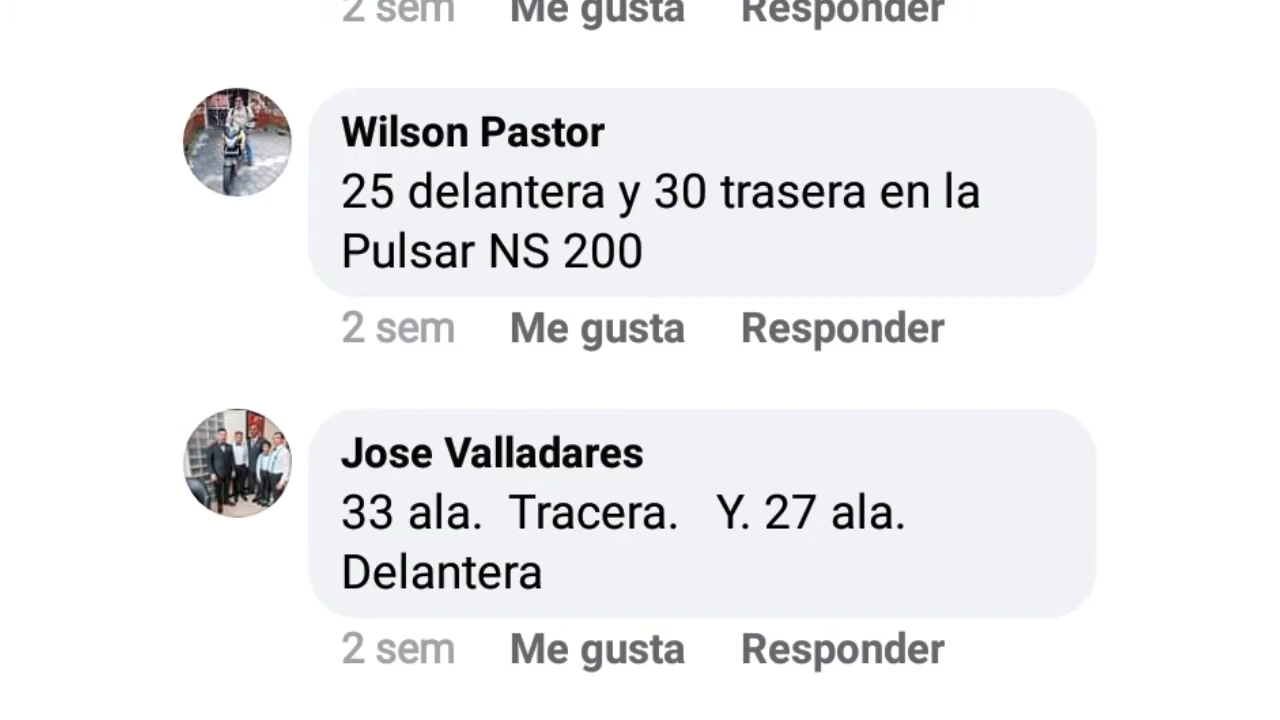 2 sem Me gusta Responder
Wilson Pastor
25 delantera y 30 trasera en la
Pulsar NS 200
2 sem Me gusta Responder
Jose Valladares
33 ala. Tracera. Y. 27 ala.
Delantera
2 sem Me gusta Responder